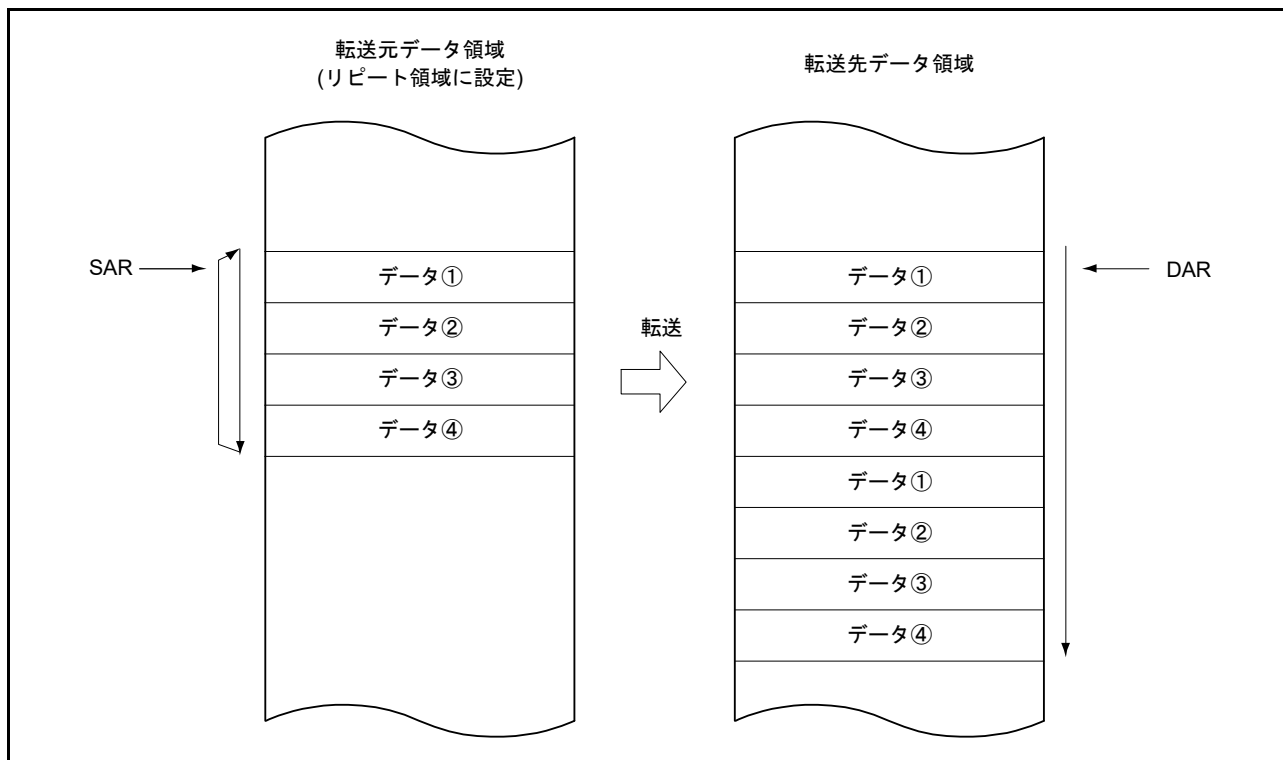 転送元データ領域
(リピート領域に設定)
転送先データ領域
SAR
データ①
データ②
データ③
データ④
転送
データ①
データ②
データ③
データ④
データ①
データ②
データ③
データ④
DAR